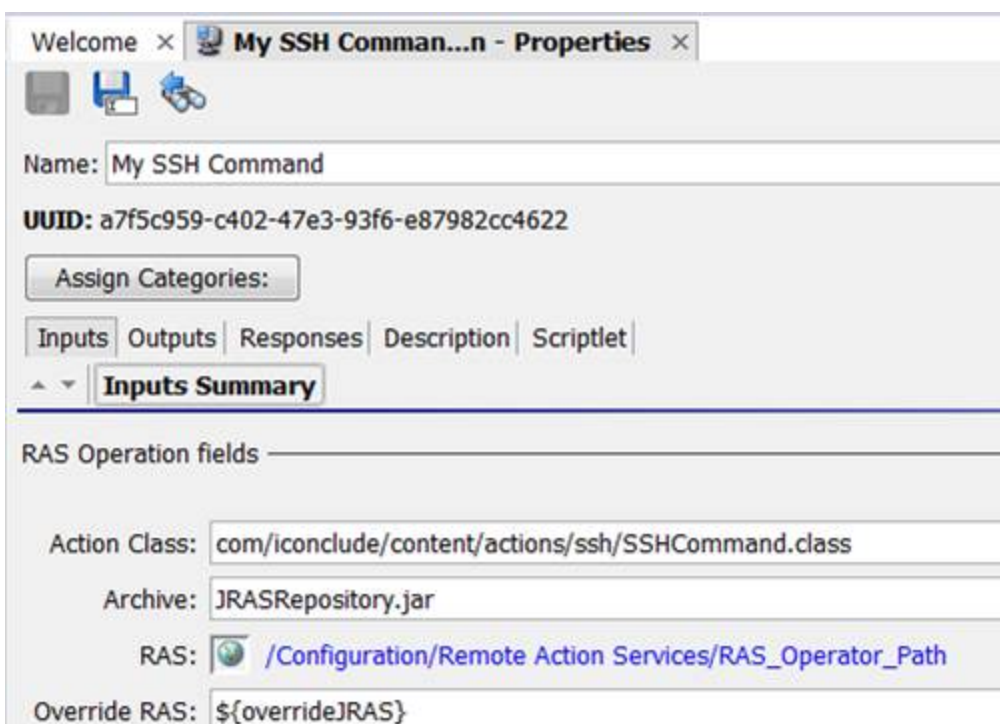 Welcome × My SSH Comman...n - Properties ×
Name: My SSH Command
UUID: a7f5c959-c402-47e3-93f6-e87982cc4622
Assign Categories:
Inputs Outputs Responses Description Scriptlet
Inputs Summary
RAS Operation fields
Action Class: com/iconclude/content/actions/ssh/SSHCommand.class
Archive: JRASRepository.jar
RAS: /Configuration/Remote Action Services/RAS_Operator_Path
Override RAS: ${overrideJRAS}